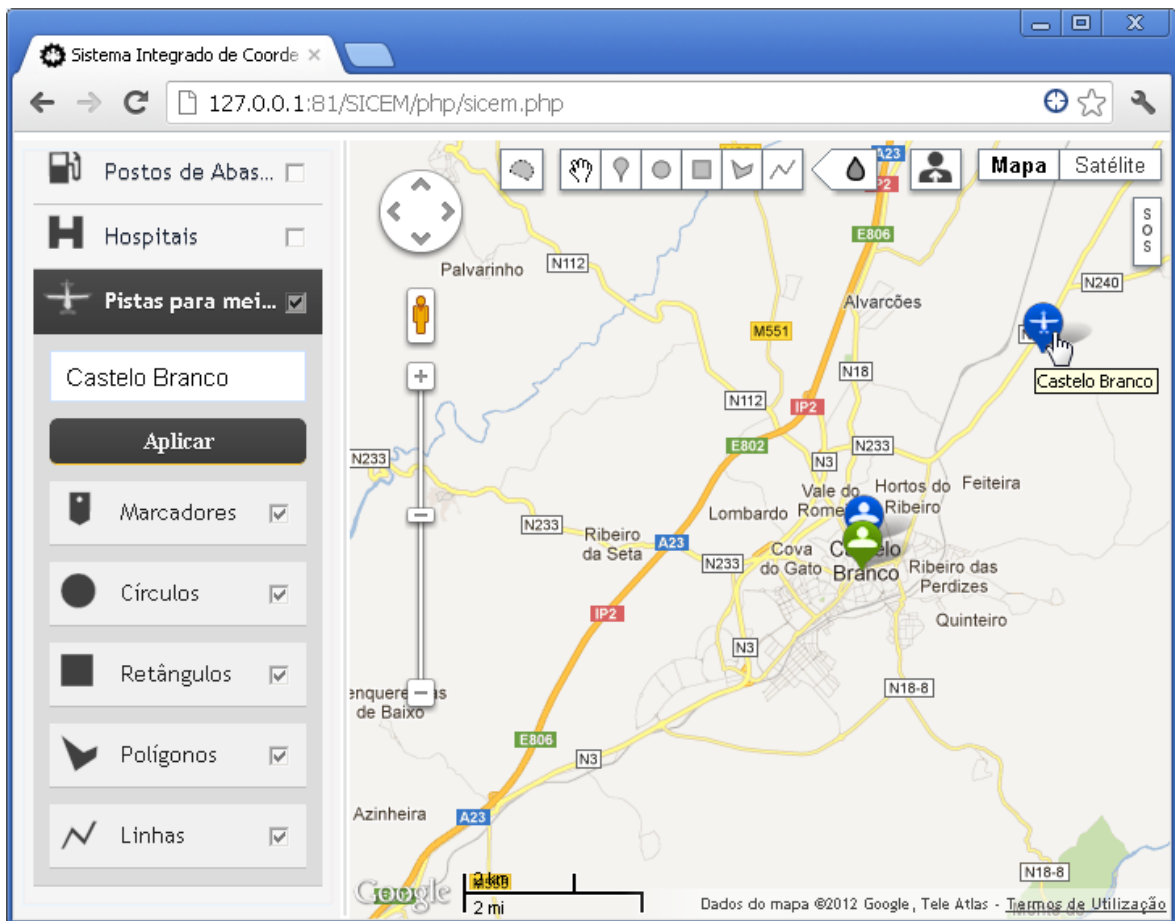 Sistema Integrado de Coorde
127.0.0.1:81/SICEM/php/sicem.php
Postos de Abas...
Hospitais
Pistas para mei...
Castelo Branco
Aplicar
Marcadores
Círculos
Retângulos
Polígonos
Linhas
A23
IP2
Mapa
Satélite
SOS
E806
Palvarinho
N112
N240
Alvarcões
M551
Castelo Branco
N18
N112
IP2
E802
N233
N233
N3
Vale do
Hortos do
Ribeiro
Feiteira
Lombardo
N233
Ribeiro
da Seta
A23
N233
Cova
do Gato
Castelo
Branco
Ribeiro das
Perdizes
Quinteiro
IP2
N3
N18-8
de Baixo
E806
N3
Azinheira
A23
N18-8
Google
2 km
2 mi
Dados do mapa ©2012 Google, Tele Atlas - Termos de Utilização